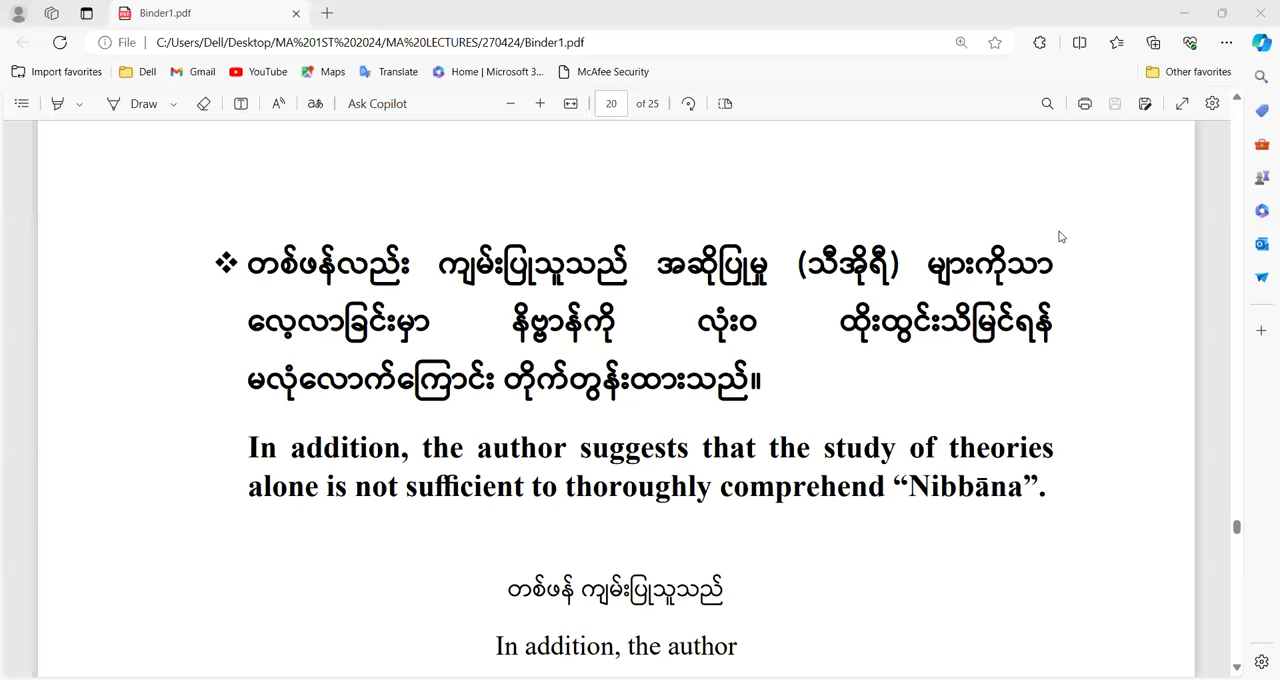 Binder1.pdf
File
C:/Users/Dell/Desktop/MA%201ST%202024/MA%20LECTURES/270424/Binder1.pdf
Import favorites Dell Gmail YouTube Maps Translate Home | Microsoft 3... McAfee Security Other favorites
Draw aあ Ask Copilot 20 of 25
❖ တစ်ဖန်လည်း ကျမ်းပြုသူသည် အဆိုပြုမှု (သီအိုရီ) များကိုသာ
လေ့လာခြင်းမှာ နိဗ္ဗာန်ကို လုံးဝ ထိုးထွင်းသိမြင်ရန်
မလုံလောက်ကြောင်း တိုက်တွန်းထားသည်။
In addition, the author suggests that the study of theories
alone is not sufficient to thoroughly comprehend “Nibbāna”.
တစ်ဖန် ကျမ်းပြုသူသည်
In addition, the author